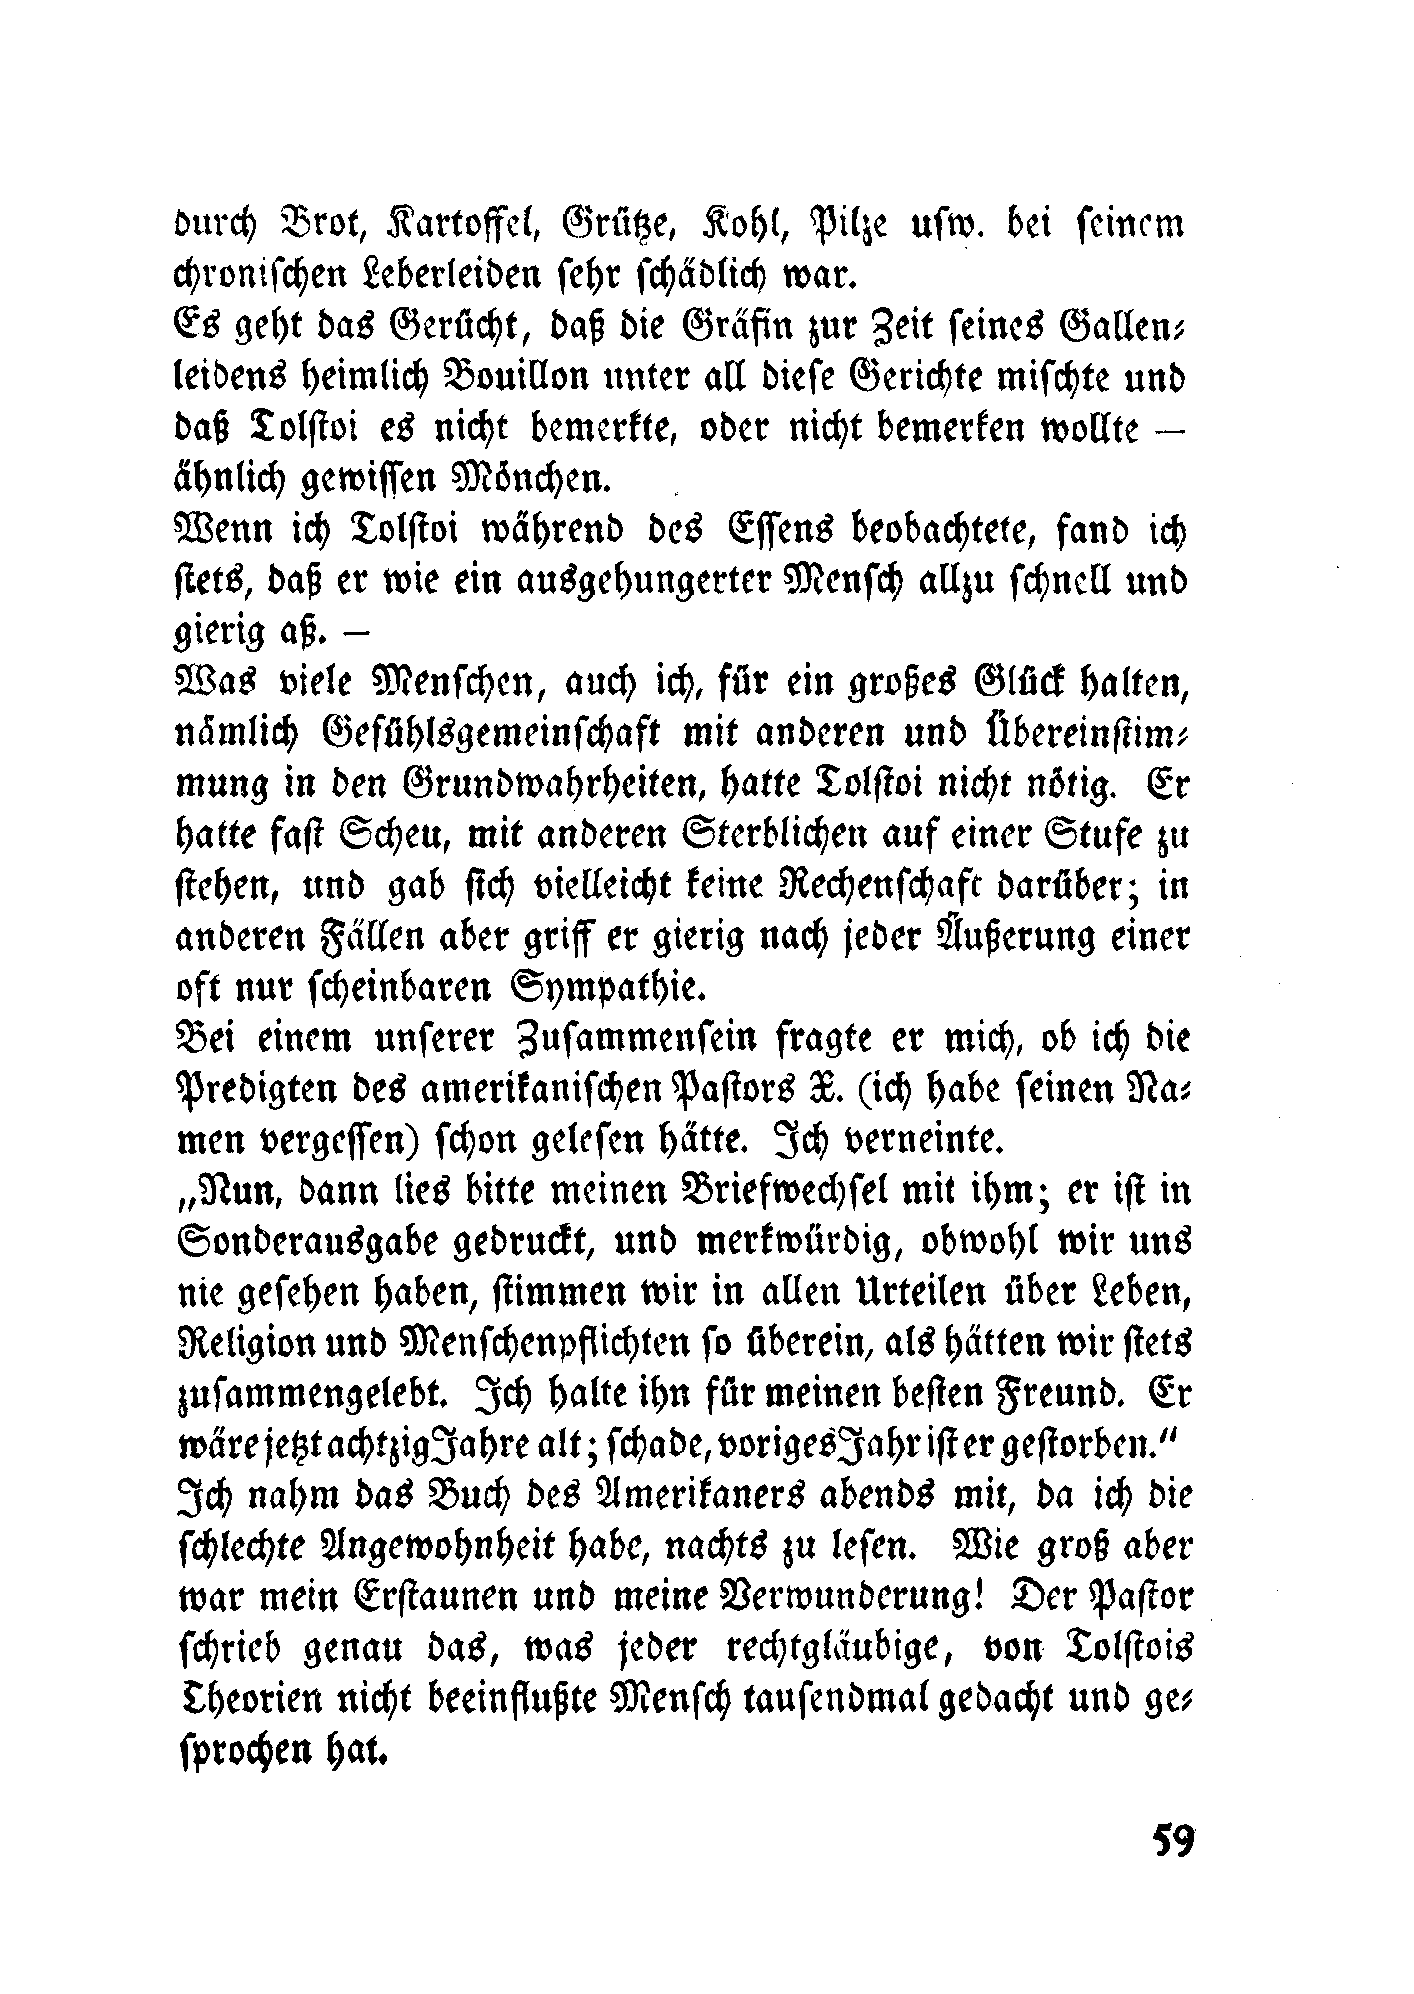 durch Brot, Kartoffel, Grütze, Kohl, Pilze usw. bei seinem
chronischen Leberleiden sehr schädlich war.
Es geht das Gerücht, daß die Gräfin zur Zeit seines Gallen-
leidens heimlich Bouillon unter all diese Gerichte mischte und
daß Tolstoi es nicht bemerkte, oder nicht bemerken wollte —
ähnlich gewissen Mönchen.
Wenn ich Tolstoi während des Essens beobachtete, fand ich
stets, daß er wie ein ausgehungerter Mensch allzu schnell und
gierig aß. —
Was viele Menschen, auch ich, für ein großes Glück halten,
nämlich Gefühlsgemeinschaft mit anderen und Übereinstim-
mung in den Grundwahrheiten, hatte Tolstoi nicht nötig. Er
hatte fast Scheu, mit anderen Sterblichen auf einer Stufe zu
stehen, und gab sich vielleicht keine Rechenschaft darüber; in
anderen Fällen aber griff er gierig nach jeder Äußerung einer
oft nur scheinbaren Sympathie.
Bei einem unserer Zusammensein fragte er mich, ob ich die
Predigten des amerikanischen Pastors X. (ich habe seinen Na-
men vergessen) schon gelesen hätte. Ich verneinte.
„Nun, dann lies bitte meinen Briefwechsel mit ihm; er ist in
Sonderausgabe gedruckt, und merkwürdig, obwohl wir uns
nie gesehen haben, stimmen wir in allen Urteilen über Leben,
Religion und Menschenpflichten so überein, als hätten wir stets
zusammengelebt. Ich halte ihn für meinen besten Freund. Er
wäre jetzt achtzig Jahre alt; schade, voriges Jahr ist er gestorben.“
Ich nahm das Buch des Amerikaners abends mit, da ich die
schlechte Angewohnheit habe, nachts zu lesen. Wie groß aber
war mein Erstaunen und meine Verwunderung! Der Pastor
schrieb genau das, was jeder rechtgläubige, von Tolstois
Theorien nicht beeinflußte Mensch tausendmal gedacht und ge-
sprochen hat.
59